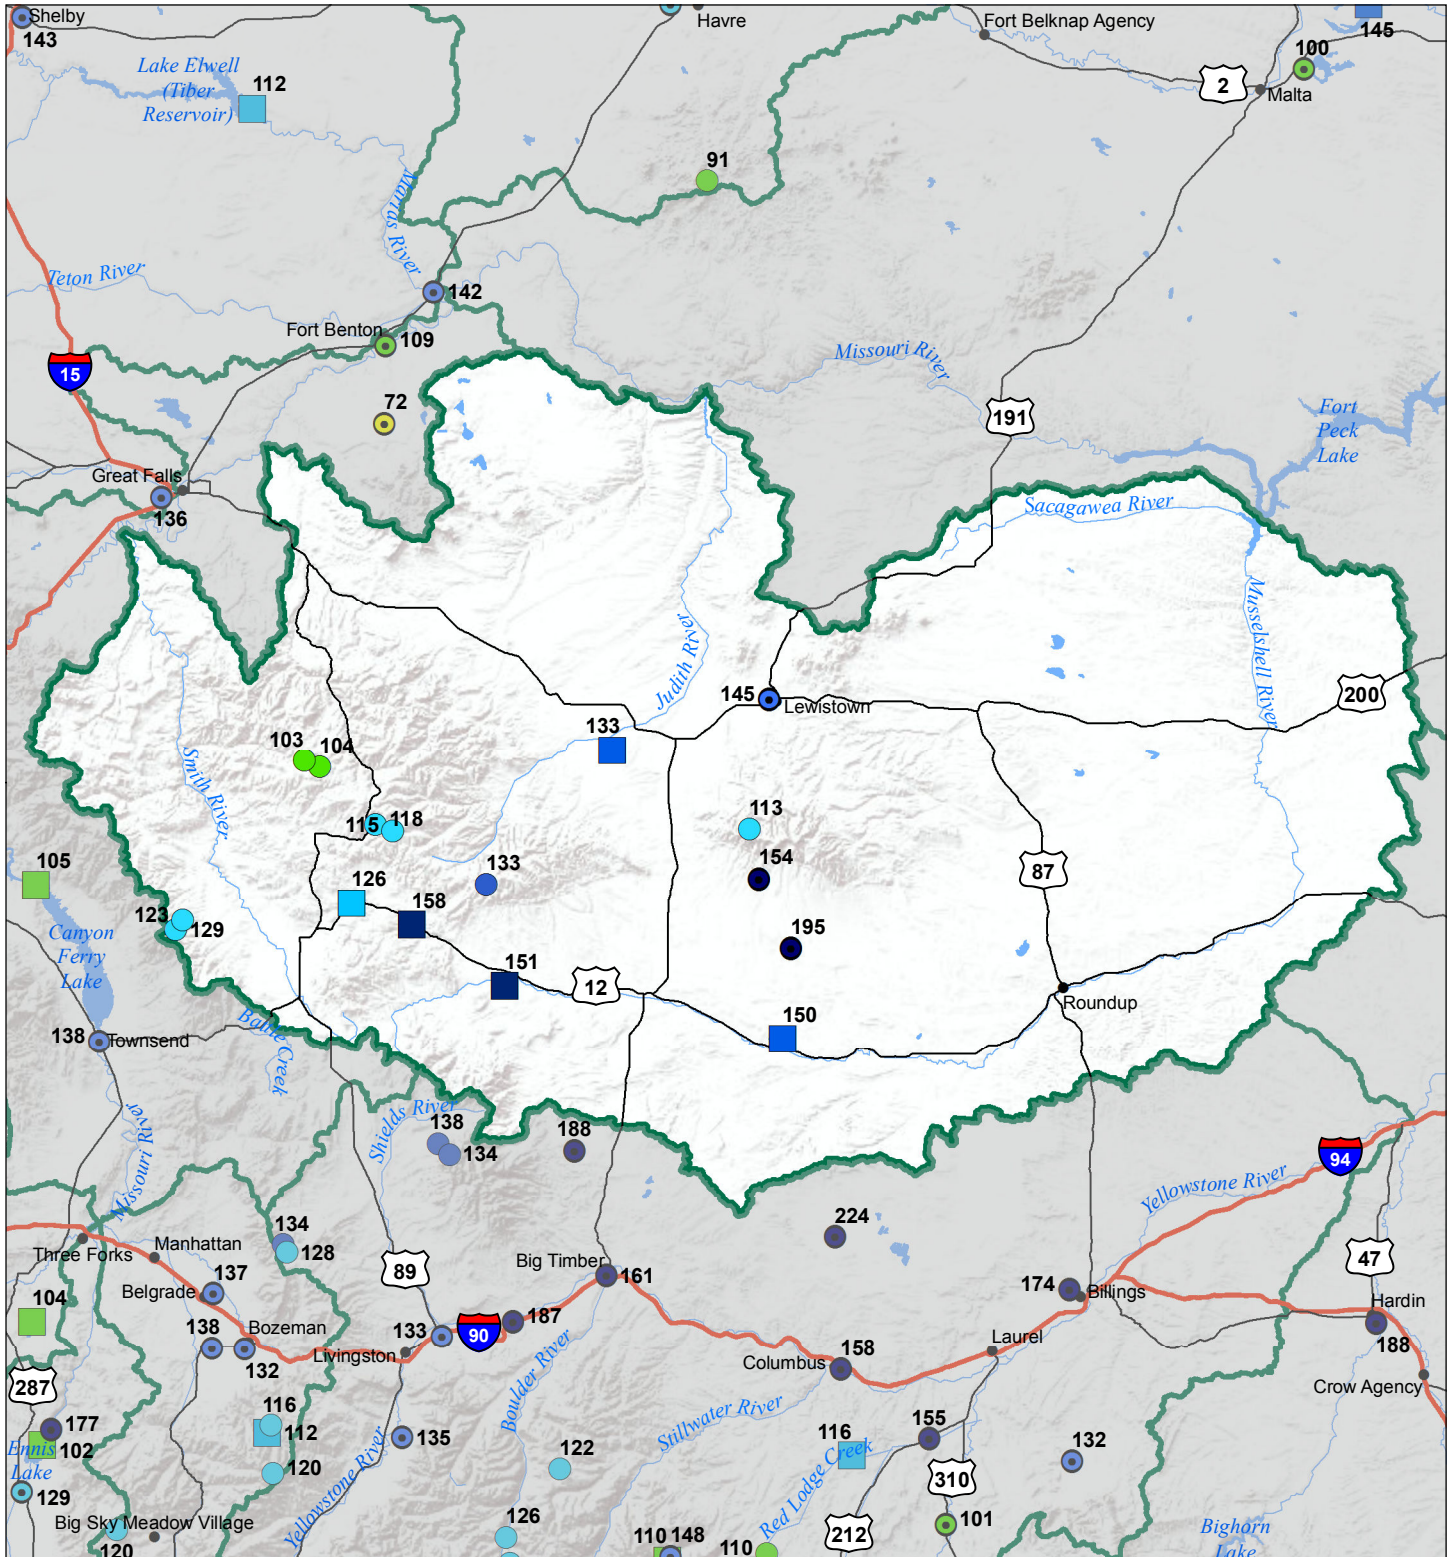 Shelby
143
Havre
Fort Belknap Agency
145
100
2
Malta
Lake Elwell
(Tiber
Reservoir)
112
91
Marias River
Teton River
142
Fort Benton
109
Missouri River
15
72
191
Fort
Peck
Lake
Great Falls
136
Sacagawea River
Musselshell River
Judith River
145
Lewistown
200
133
103
104
Smith River
115
118
113
133
154
87
105
126
158
123
129
195
Canyon
Ferry
Lake
151
12
Roundup
150
138
Townsend
Battle Creek
Missouri River
Shields River
138
134
188
94
Yellowstone River
224
134
128
Three Forks
Manhattan
137
Belgrade
89
Big Timber
161
174
Billings
47
Hardin
104
138
Bozeman
132
Livingston
133
90
187
Boulder River
Columbus
158
Laurel
188
Crow Agency
287
177
102
Ennis
Lake
116
112
120
135
Yellowstone River
Stillwater River
122
116
Red Lodge Creek
155
132
310
129
Big Sky Meadow Village
120
126
110
148
110
212
101
Bighorn
Lake